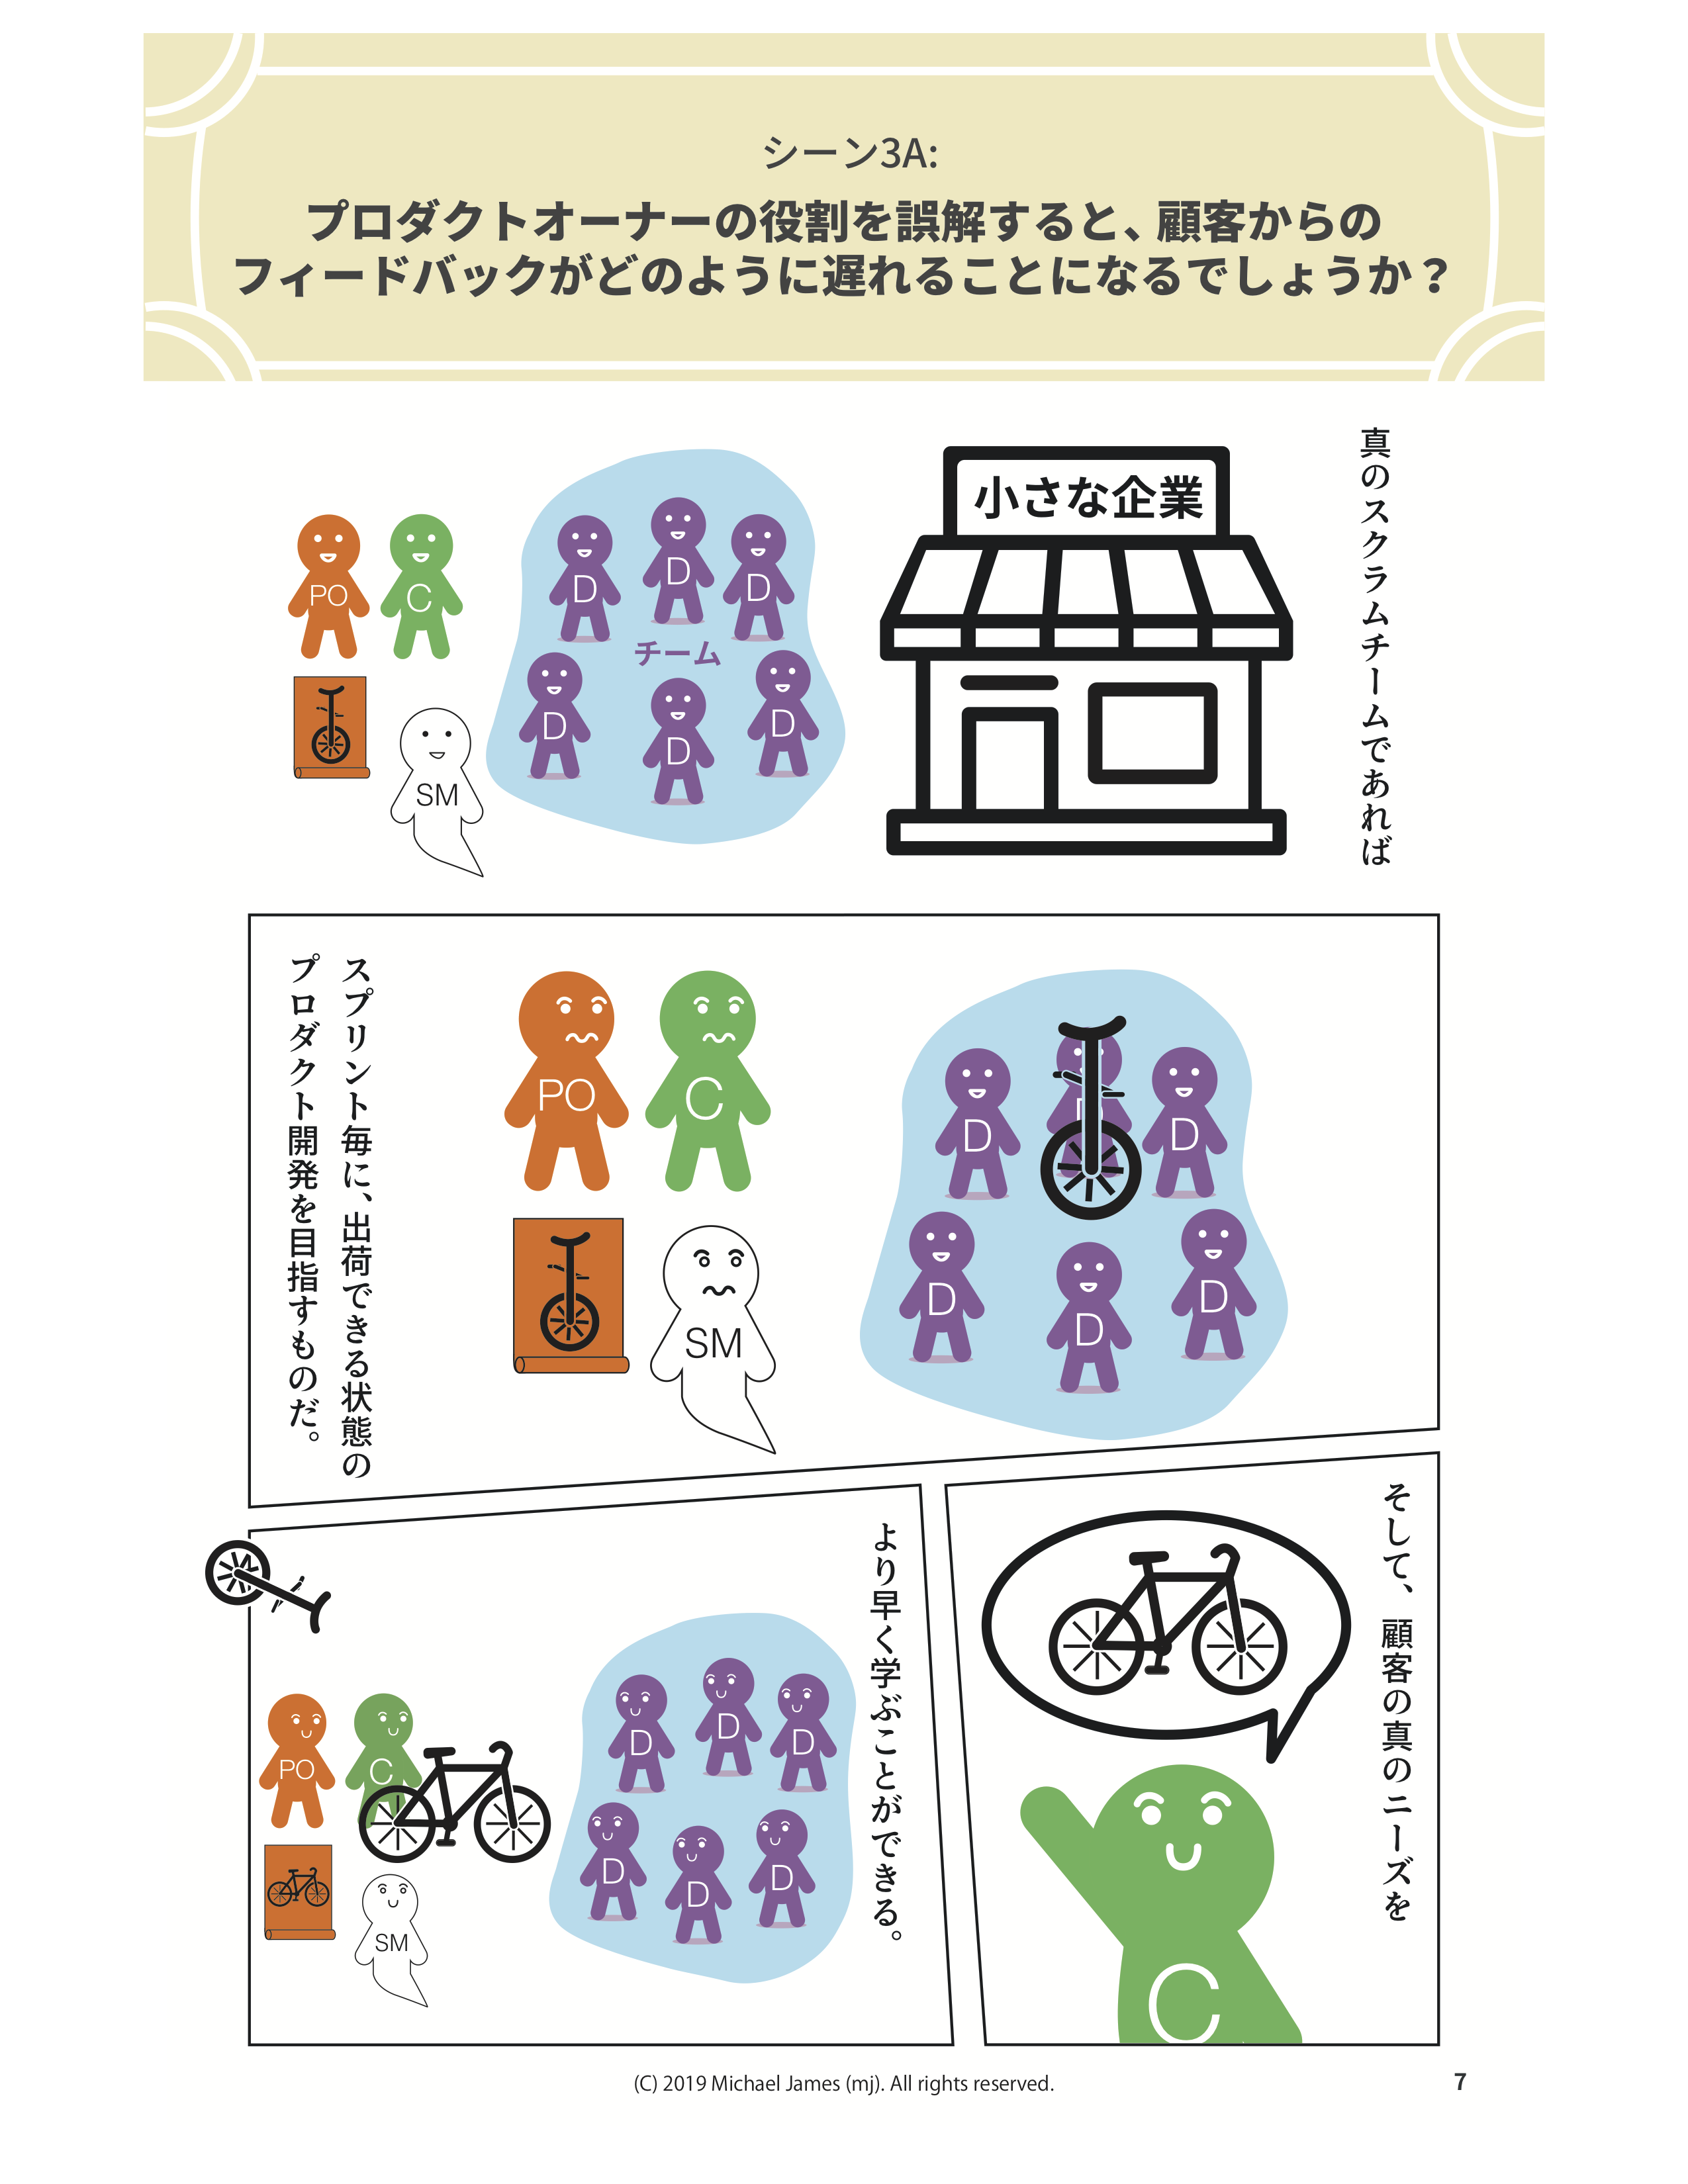 シーン3A:
プロダクトオーナーの役割を誤解すると、顧客からの
フィードバックがどのように遅れることになるでしょうか？
真のスクラムチームであれば
小さな企業
PO
C
D
D
D
チーム
D
D
D
SM
スプリント毎に、出荷できる状態の
プロダクト開発を目指すものだ。
PO
C
D
D
D
D
D
D
SM
そして、顧客の真のニーズを
C
より早く学ぶことができる。
PO
C
D
D
D
D
D
D
SM
(C) 2019 Michael James (mj). All rights reserved.
7